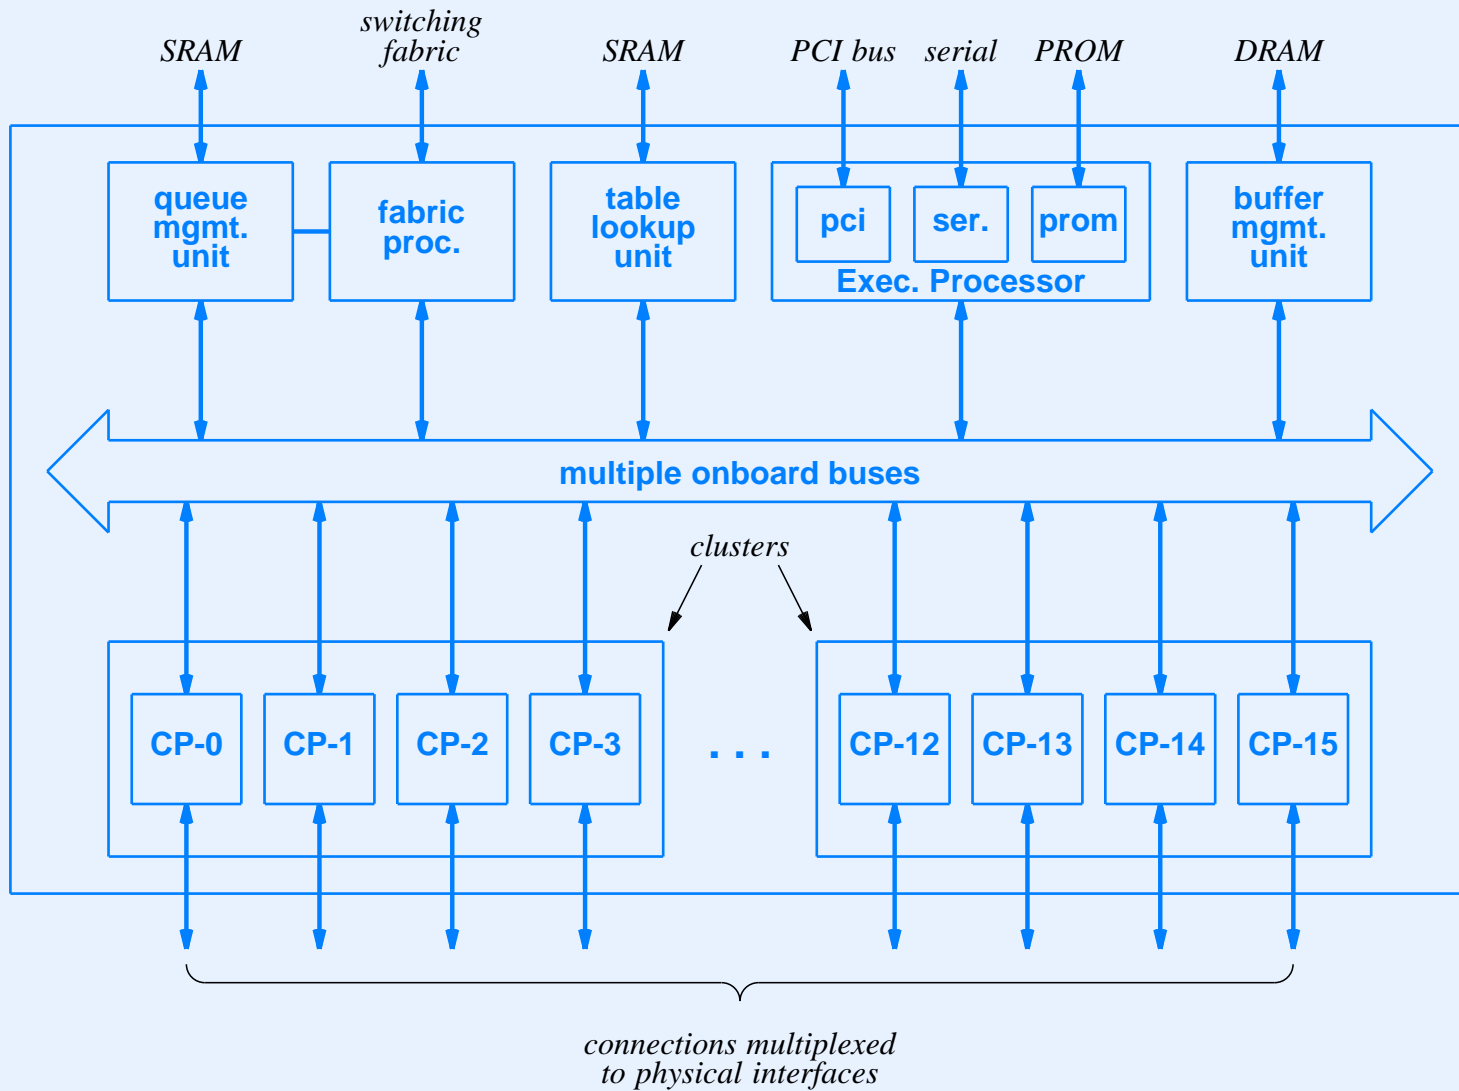 SRAM
switching
fabric
SRAM
PCI bus
serial
PROM
DRAM
queue
mgmt.
unit
fabric
proc.
table
lookup
unit
pci
ser.
prom
Exec. Processor
buffer
mgmt.
unit
multiple onboard buses
clusters
CP-0
CP-1
CP-2
CP-3
. . .
CP-12
CP-13
CP-14
CP-15
connections multiplexed
to physical interfaces